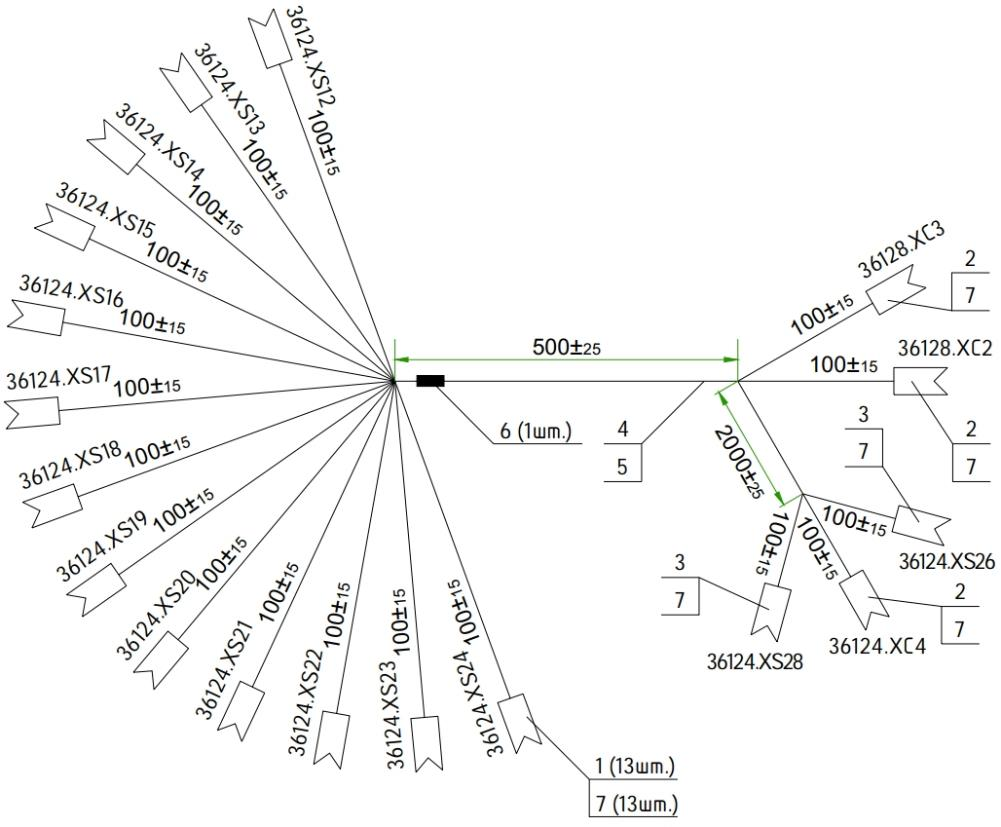 36124.XS12
100±15
36124.XS13
100±15
36124.XS14
100±15
36124.XS15
100±15
36124.XS16
100±15
36124.XS17
100±15
36124.XS18
100±15
36124.XS19
100±15
36124.XS20
100±15
36124.XS21
100±15
36124.XS22
100±15
36124.XS23
100±15
36124.XS24
100±15
1 (13шт.)
7 (13шт.)
500±25
6 (1шт.)
4
5
36128.XC3
100±15
2
7
36128.XC2
100±15
2
7
2000±25
3
7
100±15
36124.XS26
100±15
2
7
36124.XC4
100±15
3
7
36124.XS28